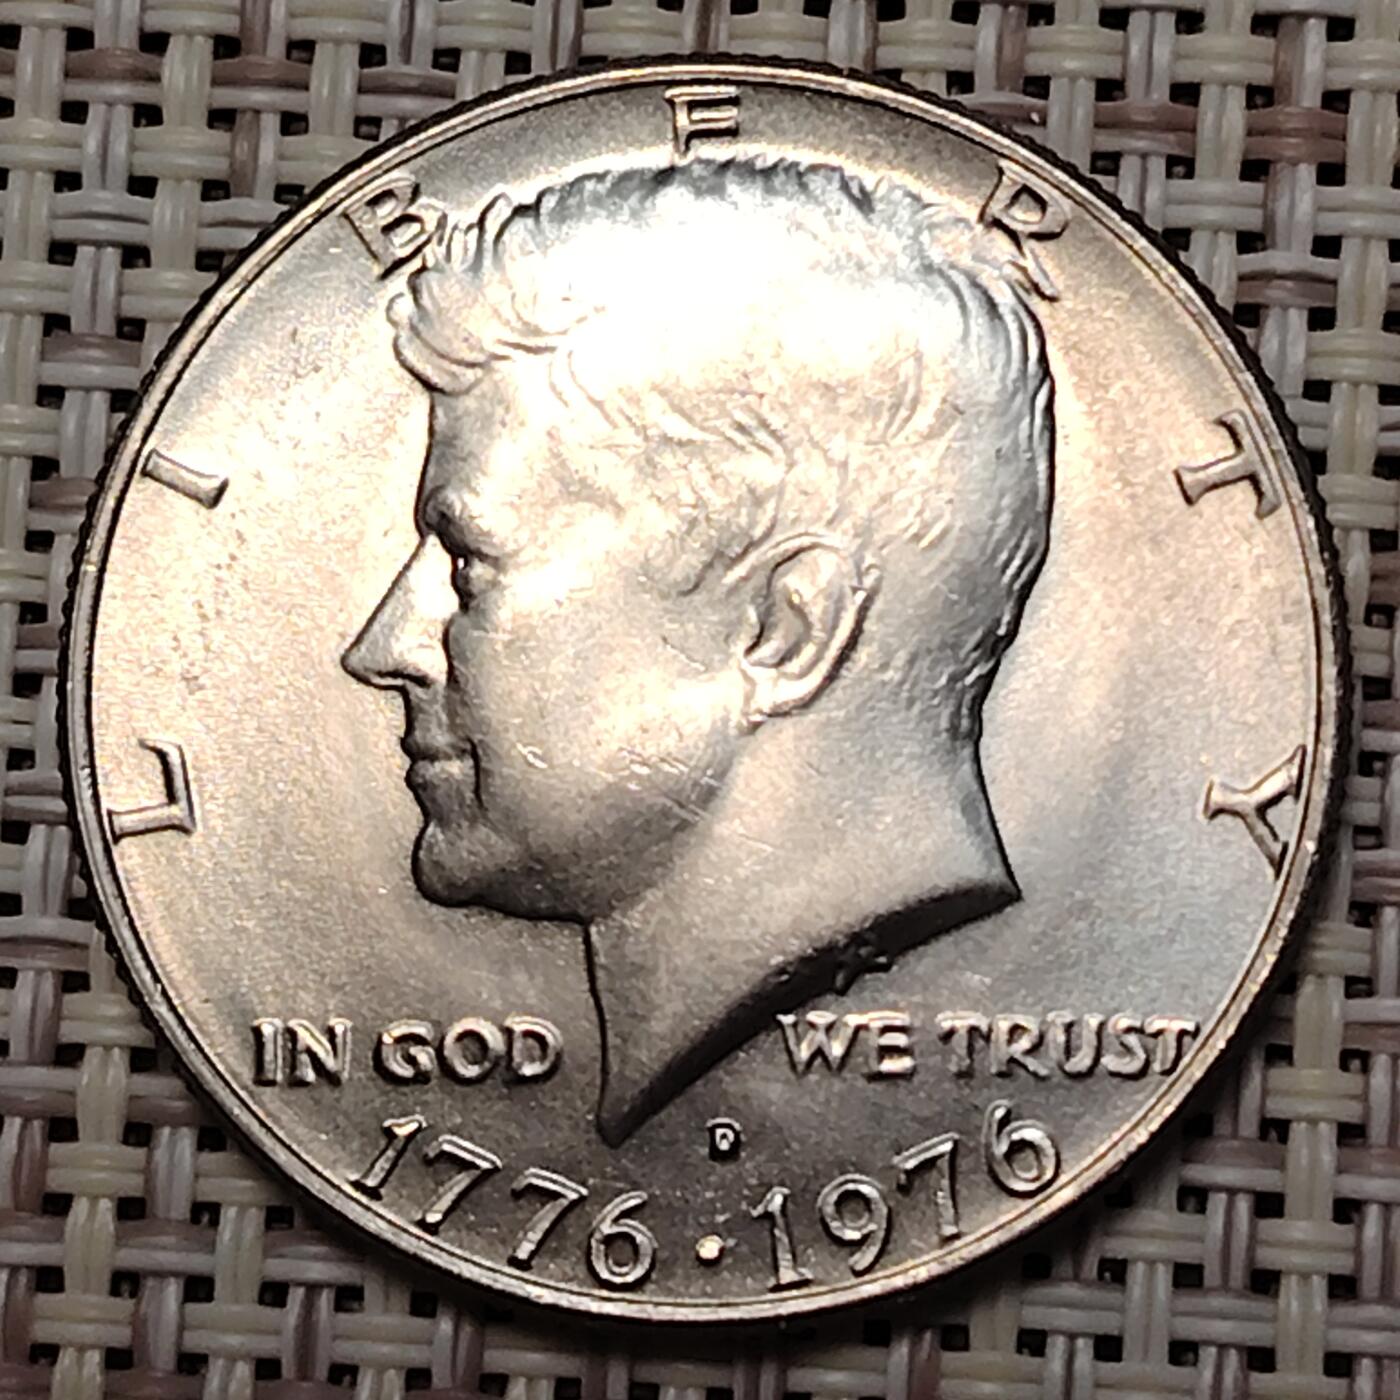 LIBERTY
IN GOD WE TRUST
D
1776·1976